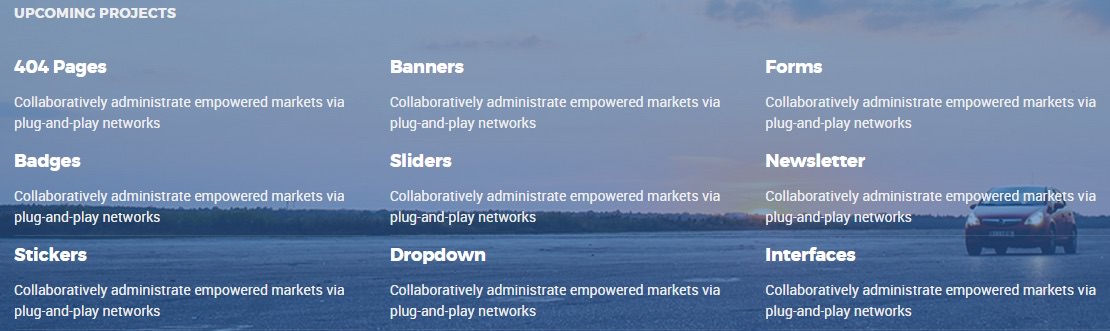 UPCOMING PROJECTS
404 Pages
Collaboratively administrate empowered markets via
plug-and-play networks
Banners
Collaboratively administrate empowered markets via
plug-and-play networks
Forms
Collaboratively administrate empowered markets via
plug-and-play networks
Badges
Collaboratively administrate empowered markets via
plug-and-play networks
Sliders
Collaboratively administrate empowered markets via
plug-and-play networks
Newsletter
Collaboratively administrate empowered markets via
plug-and-play networks
Stickers
Collaboratively administrate empowered markets via
plug-and-play networks
Dropdown
Collaboratively administrate empowered markets via
plug-and-play networks
Interfaces
Collaboratively administrate empowered markets via
plug-and-play networks